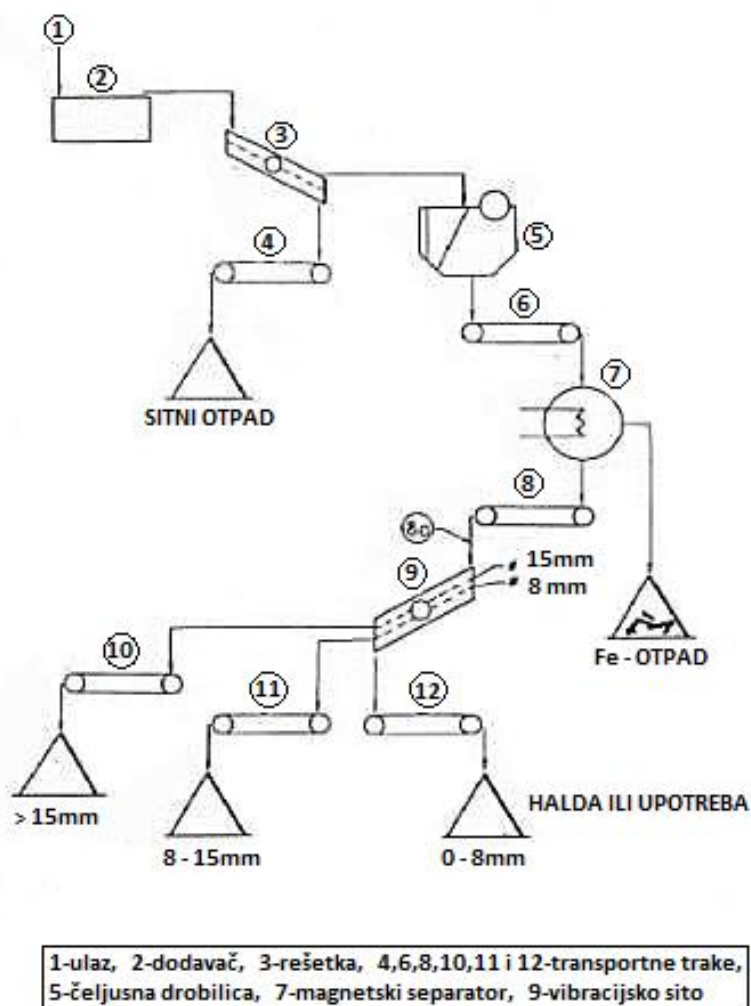 1
2
3
4
5
SITNI OTPAD
6
7
8
9
15mm
8 mm
Fe - OTPAD
10
11
12
> 15mm
8 - 15mm
0 - 8mm
HALDA ILI UPOTREBA
1-ulaz, 2-dodavač, 3-rešetka, 4,6,8,10,11 i 12-transportne trake,
5-čeljusna drobilica, 7-magnetski separator, 9-vibracijsko sito